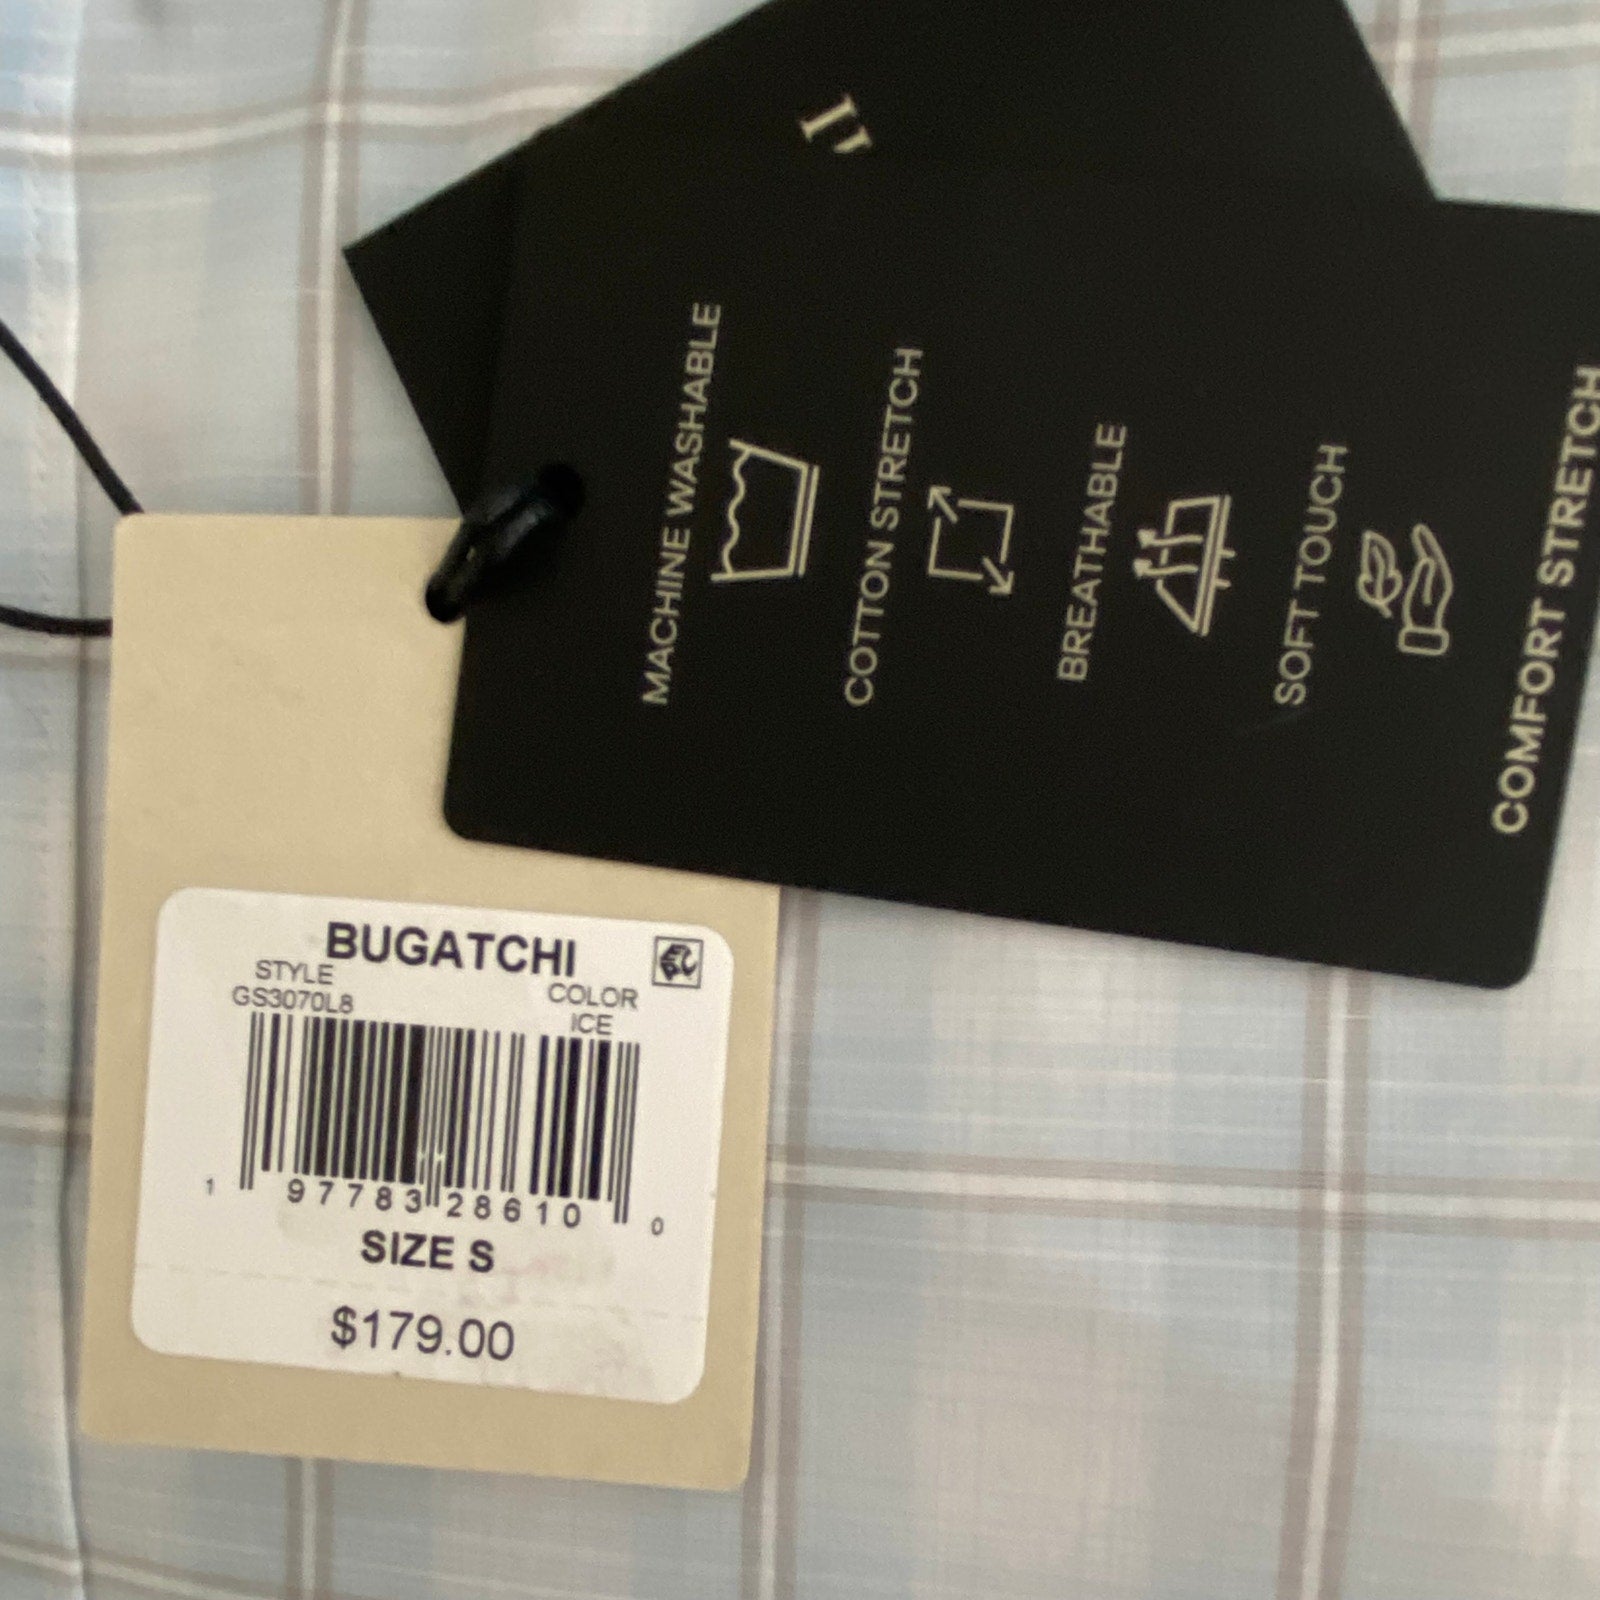 MACHINE WASHABLE
COTTON STRETCH
BREATHABLE
SOFT TOUCH
COMFORT STRETCH
BUGATCHI
STYLE
GS3070L8
COLOR
ICE
1 97783 28610 0
SIZE S
$179.00